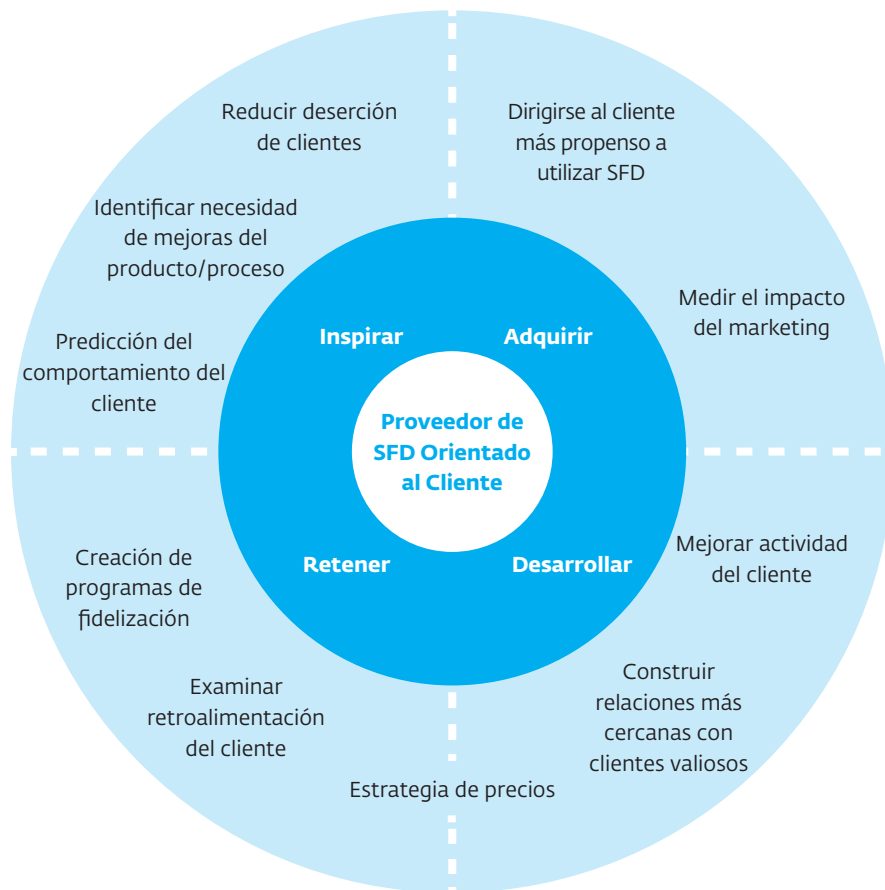 Reducir deserción
de clientes
Dirigirse al cliente
más propenso a
utilizar SFD
Identificar necesidad
de mejoras del
producto/proceso
Medir el impacto
del marketing
Predicción del
comportamiento del
cliente
Inspirar
Adquirir
Proveedor de
SFD Orientado
al Cliente
Retener
Desarrollar
Creación de
programas de
fidelización
Mejorar actividad
del cliente
Examinar
retroalimentación
del cliente
Construir
relaciones más
cercanas con
clientes valiosos
Estrategia de precios